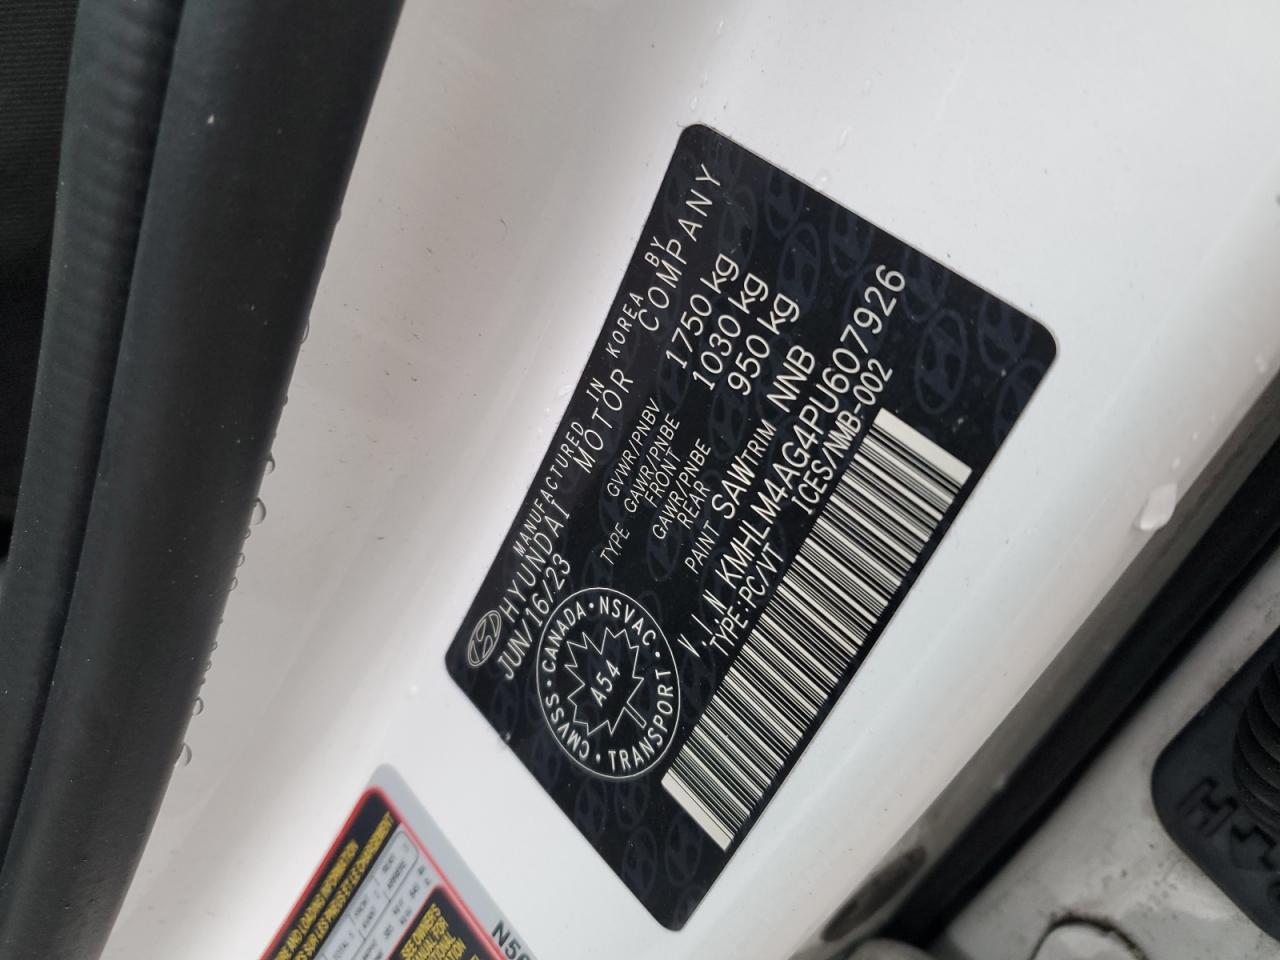 MANUFACTURED IN KOREA BY
HYUNDAI MOTOR COMPANY
JUN/16/23
TYPE GVWR/PNBV 1750 kg
GAWR/PNBE FRONT 1030 kg
GAWR/PNBE REAR 950 kg
CANADA · NSVAC · TRANSPORT · CMVSS ·
A54
PAINT SAW TRIM NNB
V.I.N KMHLM4AG4PU607926
TYPE:PC/NT ICES/NMB-002